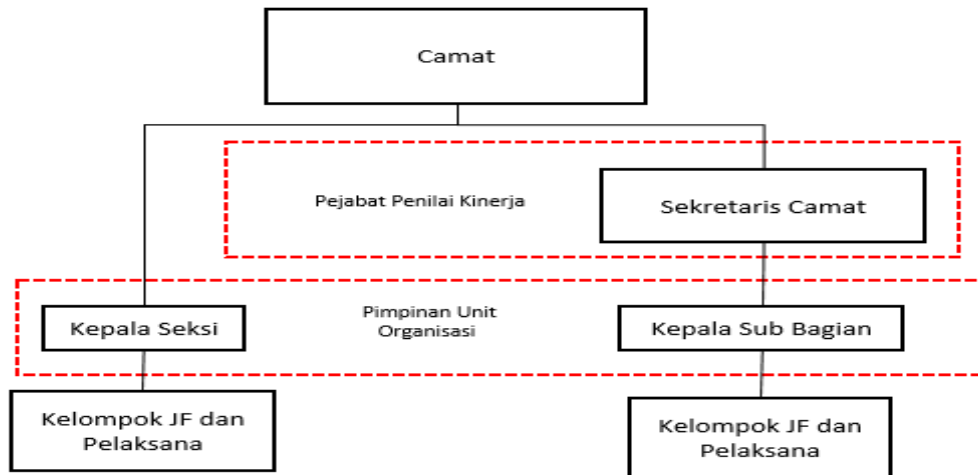 Camat
Pejabat Penilai Kinerja
Sekretaris Camat
Kepala Seksi
Pimpinan Unit
Organisasi
Kepala Sub Bagian
Kelompok JF dan
Pelaksana
Kelompok JF dan
Pelaksana